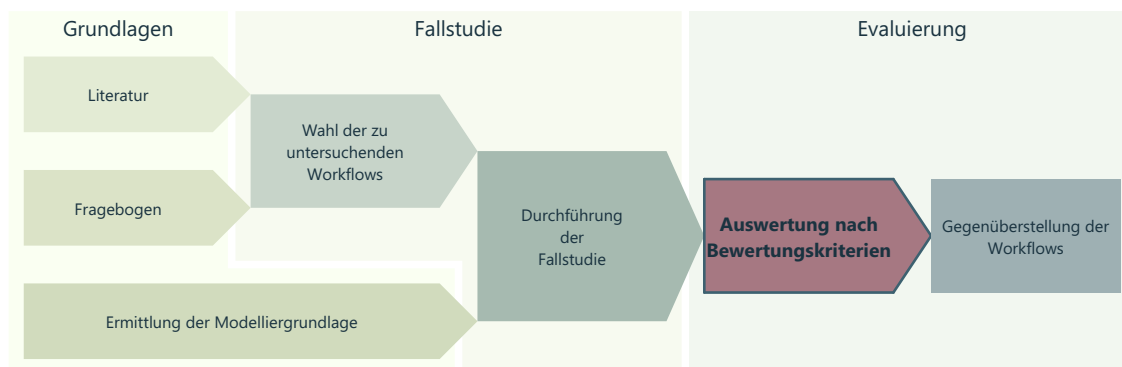 Grundlagen
Fallstudie
Evaluierung
Literatur
Wahl der zu
untersuchenden
Workflows
Fragebogen
Durchführung
der
Fallstudie
Auswertung nach
Bewertungskriterien
Gegenüberstellung der
Workflows
Ermittlung der Modelliergrundlage